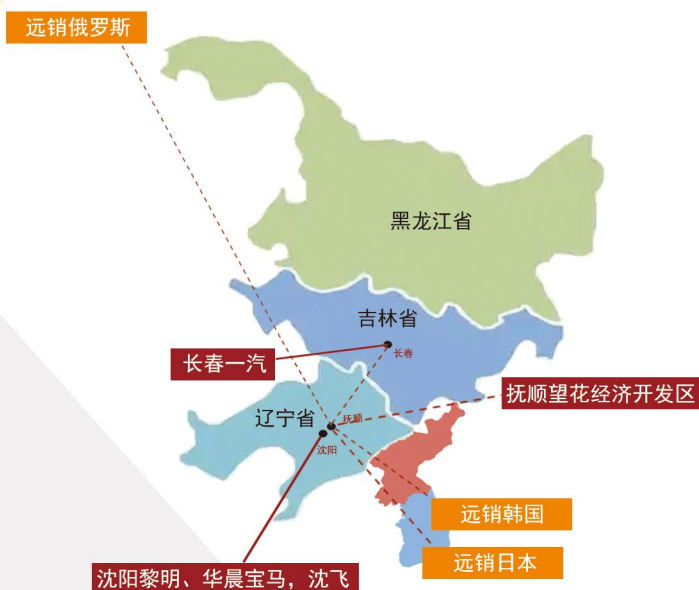 远销俄罗斯
黑龙江省
吉林省
长春
长春一汽
抚顺望花经济开发区
辽宁省
抚顺
沈阳
远销韩国
远销日本
沈阳黎明、华晨宝马，沈飞